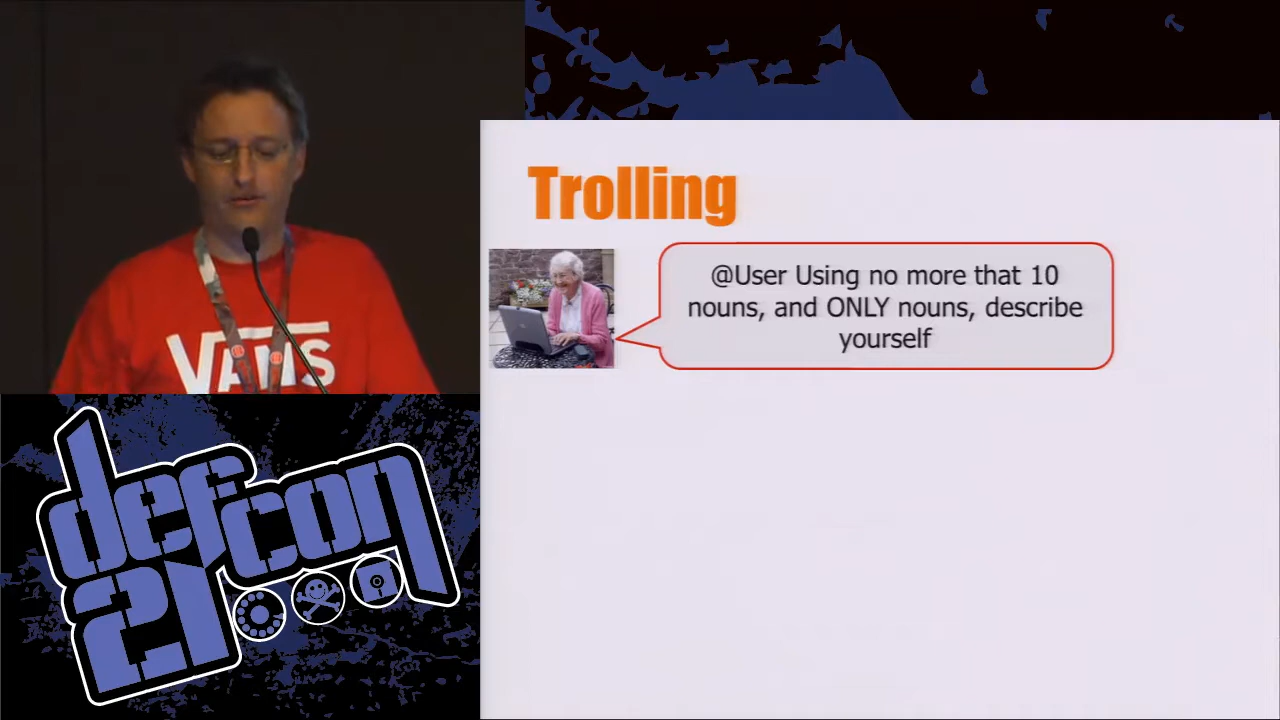 Trolling
@User Using no more that 10
nouns, and ONLY nouns, describe
yourself
VANS
defcon
21